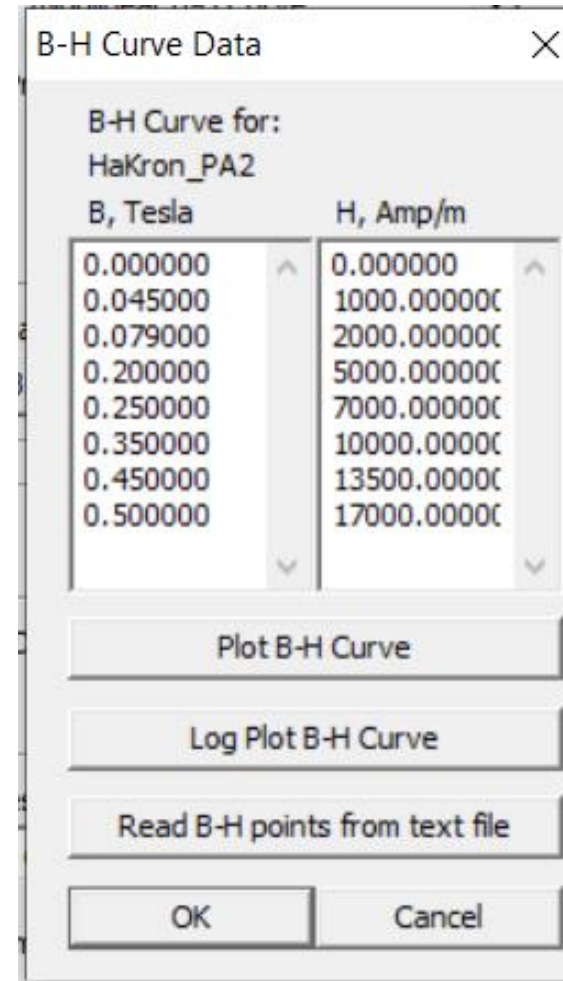 B-H Curve Data
B-H Curve for:
HaKron_PA2
B, Tesla H, Amp/m
0.000000 0.000000
0.045000 1000.000000
0.079000 2000.000000
0.200000 5000.000000
0.250000 7000.000000
0.350000 10000.00000
0.450000 13500.00000
0.500000 17000.00000
Plot B-H Curve
Log Plot B-H Curve
Read B-H points from text file
OK Cancel